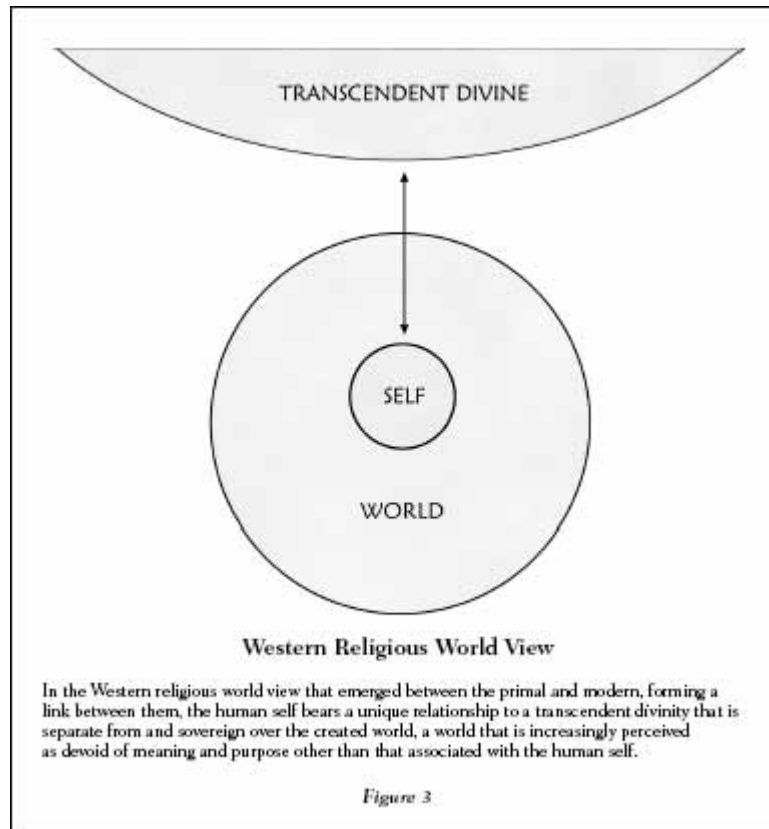 TRANSCENDENT DIVINE
SELF
WORLD
Western Religious World View
In the Western religious world view that emerged between the primal and modern, forming a
link between them, the human self bears a unique relationship to a transcendent divinity that is
separate from and sovereign over the created world, a world that is increasingly perceived
as devoid of meaning and purpose other than that associated with the human self.
Figure 3